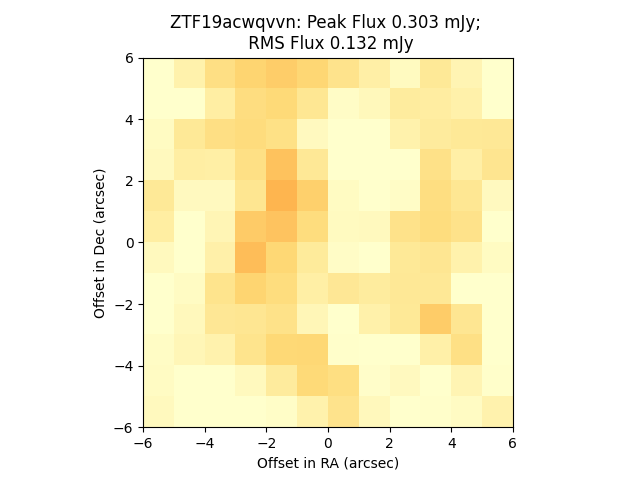 ZTF19acwqvvn: Peak Flux 0.303 mJy;
RMS Flux 0.132 mJy
6
4
2
0
−2
−4
−6
Offset in Dec (arcsec)
−6 −4 −2 0 2 4 6
Offset in RA (arcsec)